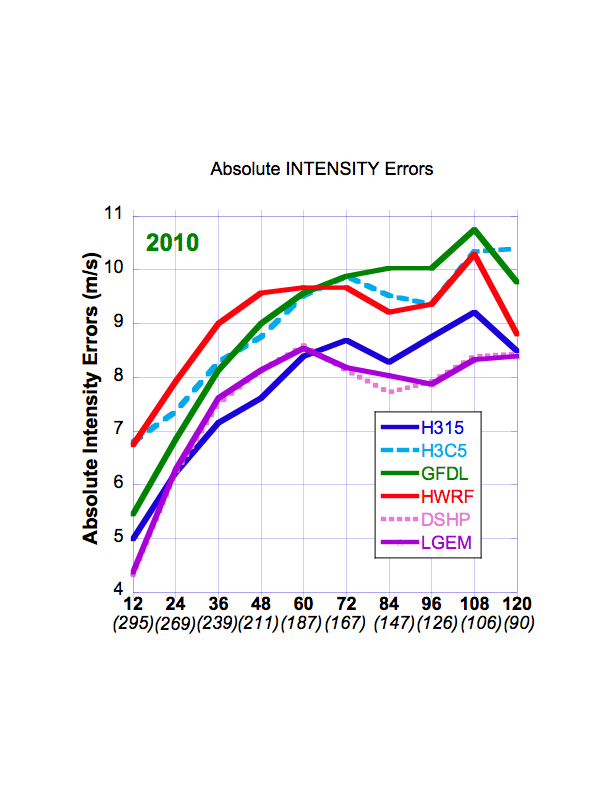 Absolute INTENSITY Errors
11
2010
10
9
8
7
6
5
4
Absolute Intensity Errors (m/s)
H315
H3C5
GFDL
HWRF
DSHP
LGEM
12 24 36 48 60 72 84 96 108 120
(295) (269) (239) (211) (187) (167) (147) (126) (106) (90)